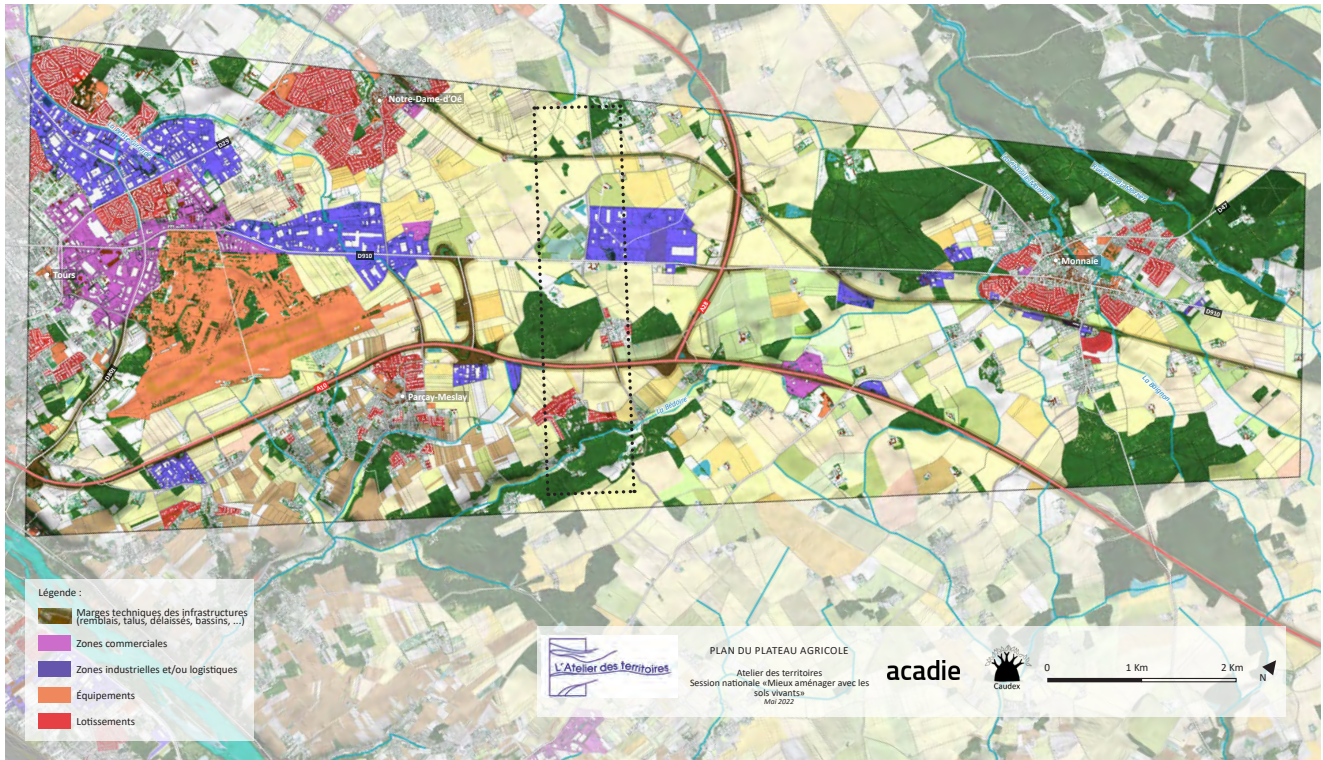 Notre-Dame-d'Oé
D29
D910
Tours
A28
D47
Monnaie
D910
A10
Parçay-Meslay
La Bédoire
Légende :
Marges techniques des infrastructures
(remblais, talus, délaissés, bassins, ...)
Zones commerciales
Zones industrielles et/ou logistiques
Équipements
Lotissements
L'Atelier des territoires
PLAN DU PLATEAU AGRICOLE
Atelier des territoires
Session nationale «Mieux aménager avec les
sols vivants»
Mai 2022
acadie
Caudex
0
1 Km
2 Km
N